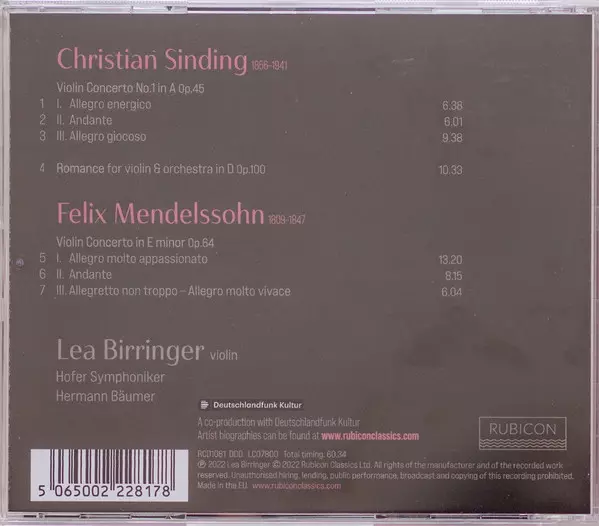 Christian Sinding 1856–1941
Violin Concerto No.1 in A Op.45
1 I. Allegro energico 6.38
2 II. Andante 6.01
3 III. Allegro giocoso 9.38
4 Romance for violin & orchestra in D Op.100 10.33
Felix Mendelssohn 1809-1847
Violin Concerto in E minor Op.64
5 I. Allegro molto appassionato 13.20
6 II. Andante 8.15
7 III. Allegretto non troppo – Allegro molto vivace 6.04
Lea Birringer violin
Hofer Symphoniker
Hermann Bäumer
Deutschlandfunk Kultur
A co-production with Deutschlandfunk Kultur
Artist biographies can be found at www.rubiconclassics.com
RUBICON
RCD1081 DDD LC07900 Total timing: 60.34
Ⓟ 2022 Lea Birringer © 2022 Rubicon Classics Ltd. All rights of the manufacturer and of the recorded work
reserved. Unauthorised hiring, lending, public performance, broadcast and copying of this recording prohibited.
Made in the EU. www.rubiconclassics.com
5 065002 228178